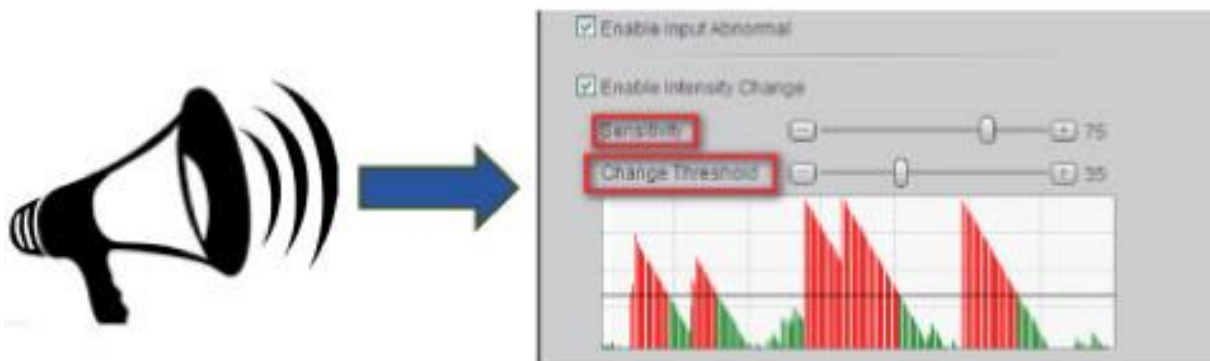 Enable Input Abnormal
Enable Intensity Change
Sensitivity 75
Change Threshold 35